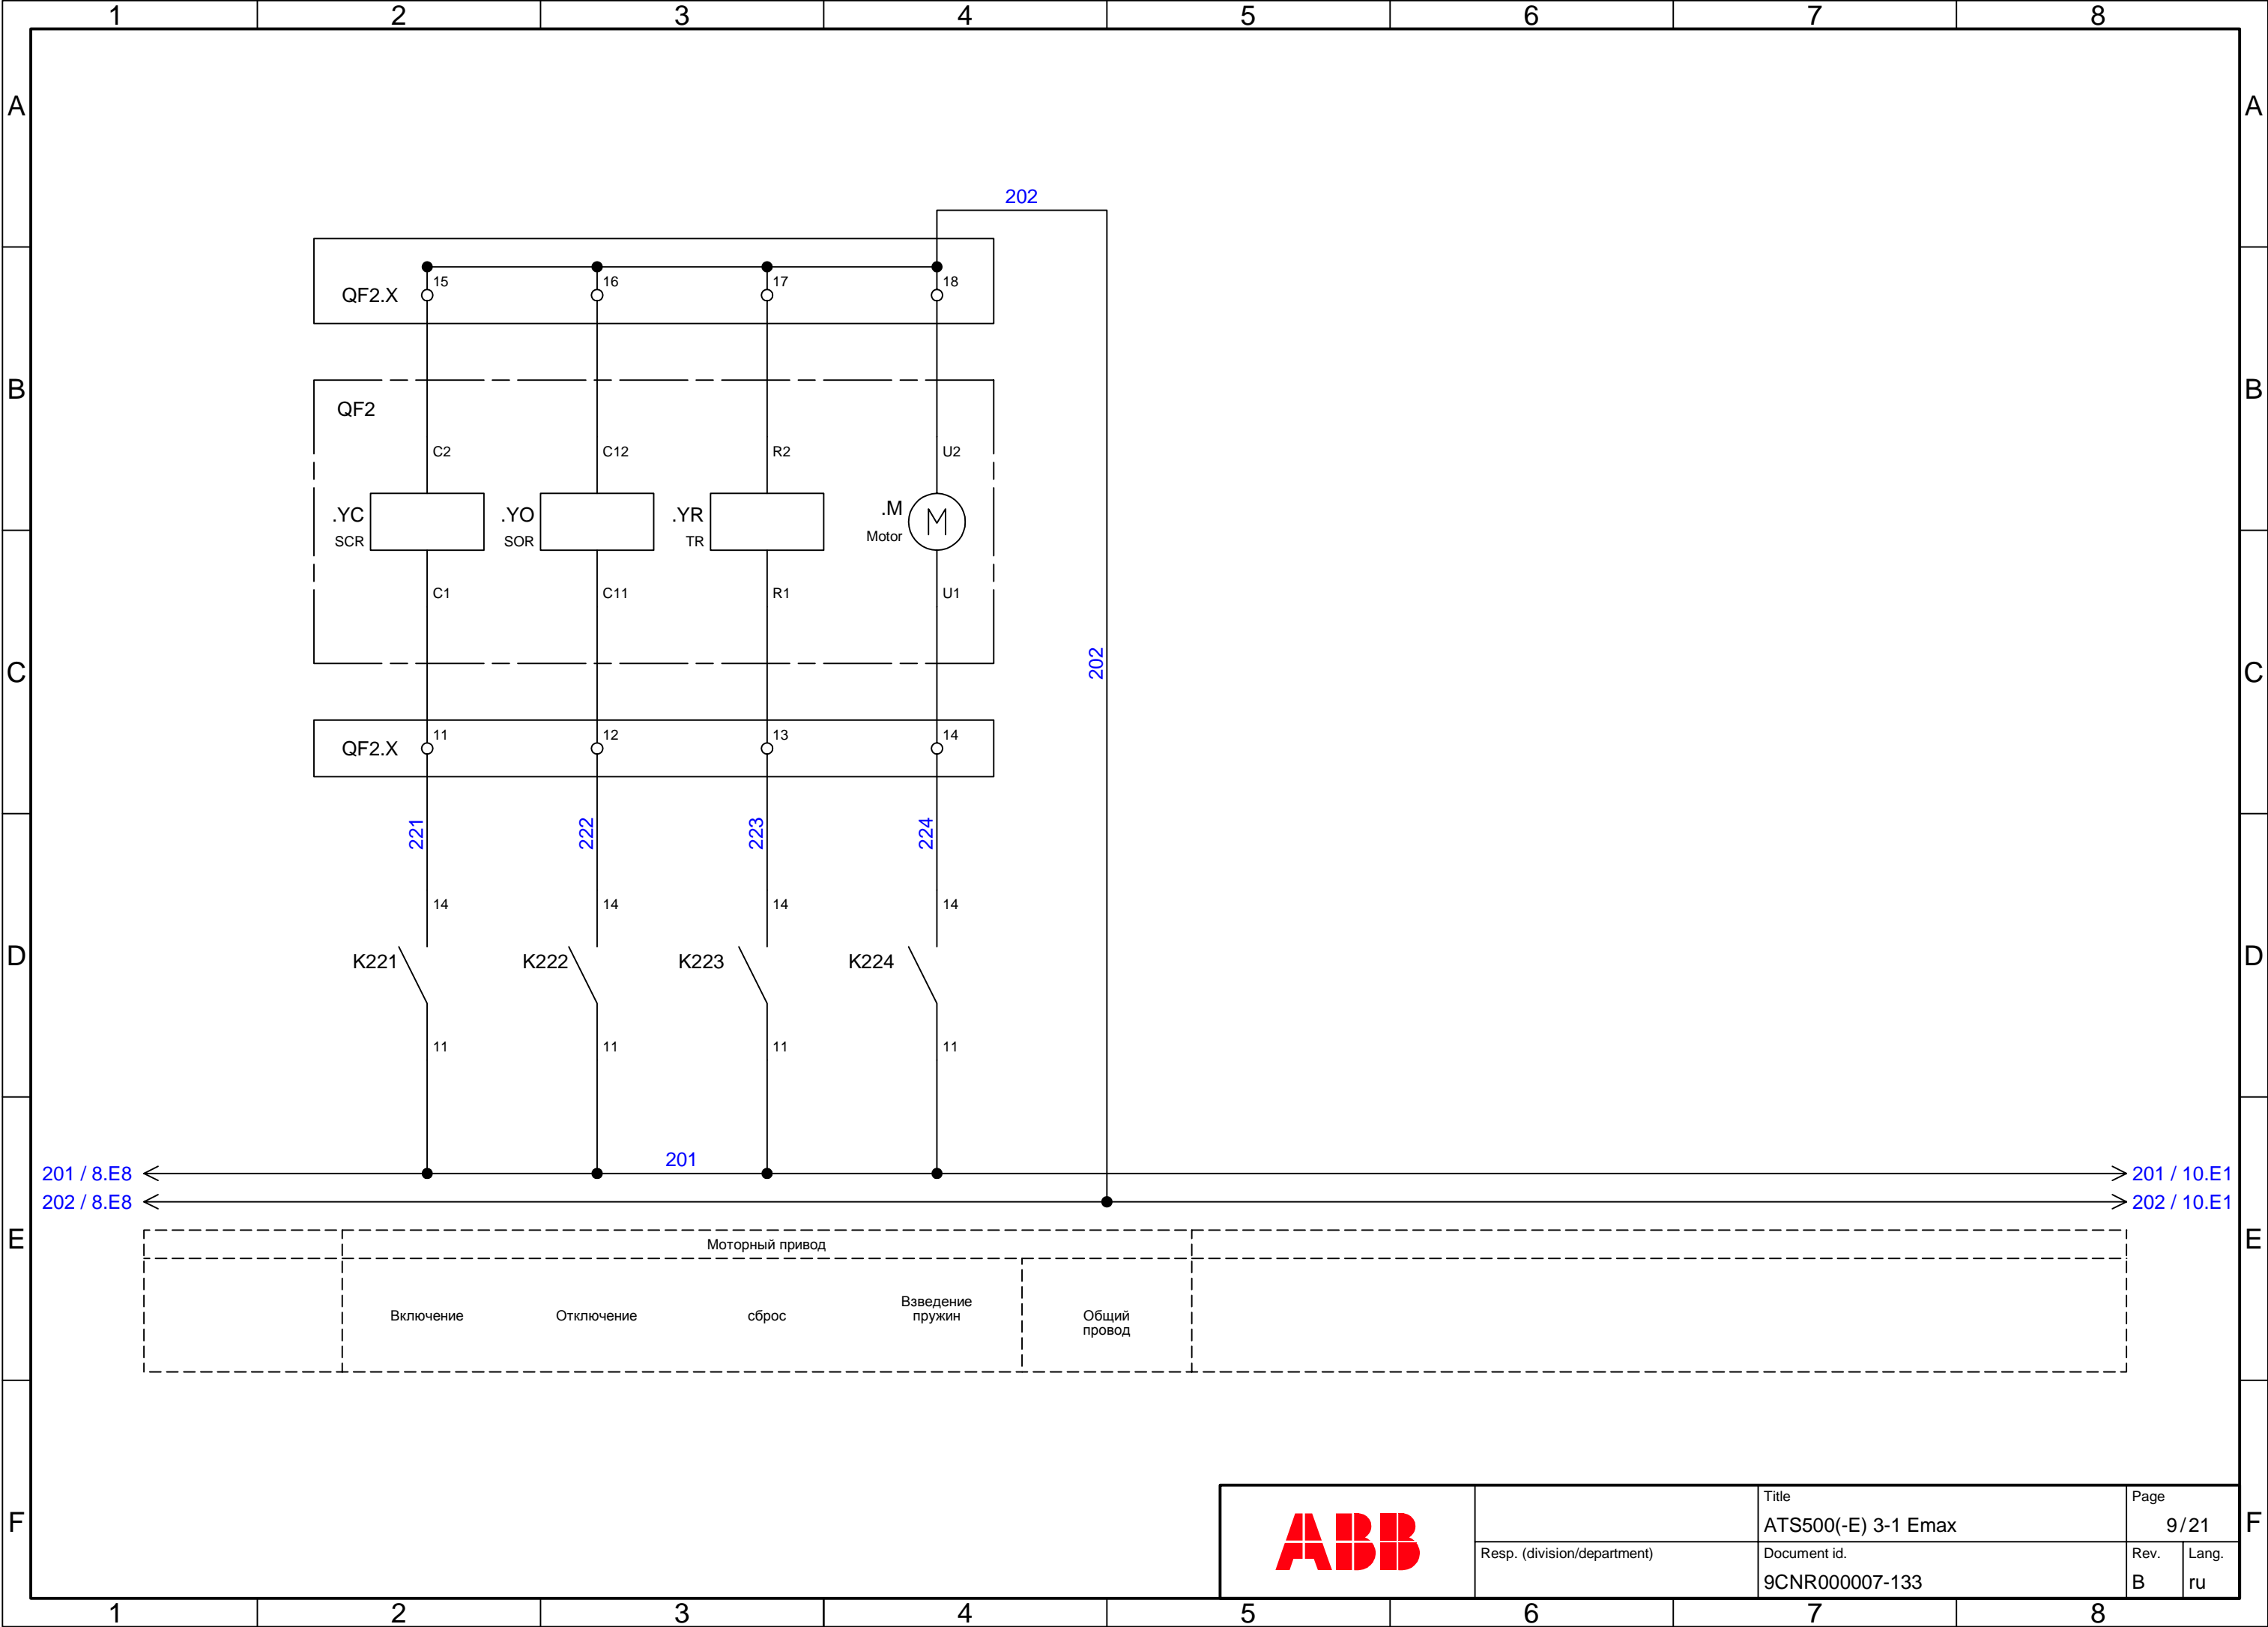 1 2 3 4 5 6 7 8
A A
202
15 16 17 18
QF2.X
B B
QF2
C2 C12 R2 U2
.YC .YO .YR .M M
SCR SOR TR Motor
C1 C11 R1 U1
202
C C
11 12 13 14
QF2.X
221 222 223 224
14 14 14 14
D D
K221 K222 K223 K224
11 11 11 11
201
201 / 8.E8 201 / 10.E1
202 / 8.E8 202 / 10.E1
E E
Моторный привод
Включение Отключение сброс Взведение
пружин
Общий
провод
F F
ABB
Title
ATS500(-E) 3-1 Emax
Page
9/21
Resp. (division/department)
Document id.
9CNR000007-133
Rev.
B
Lang.
ru
1 2 3 4 5 6 7 8